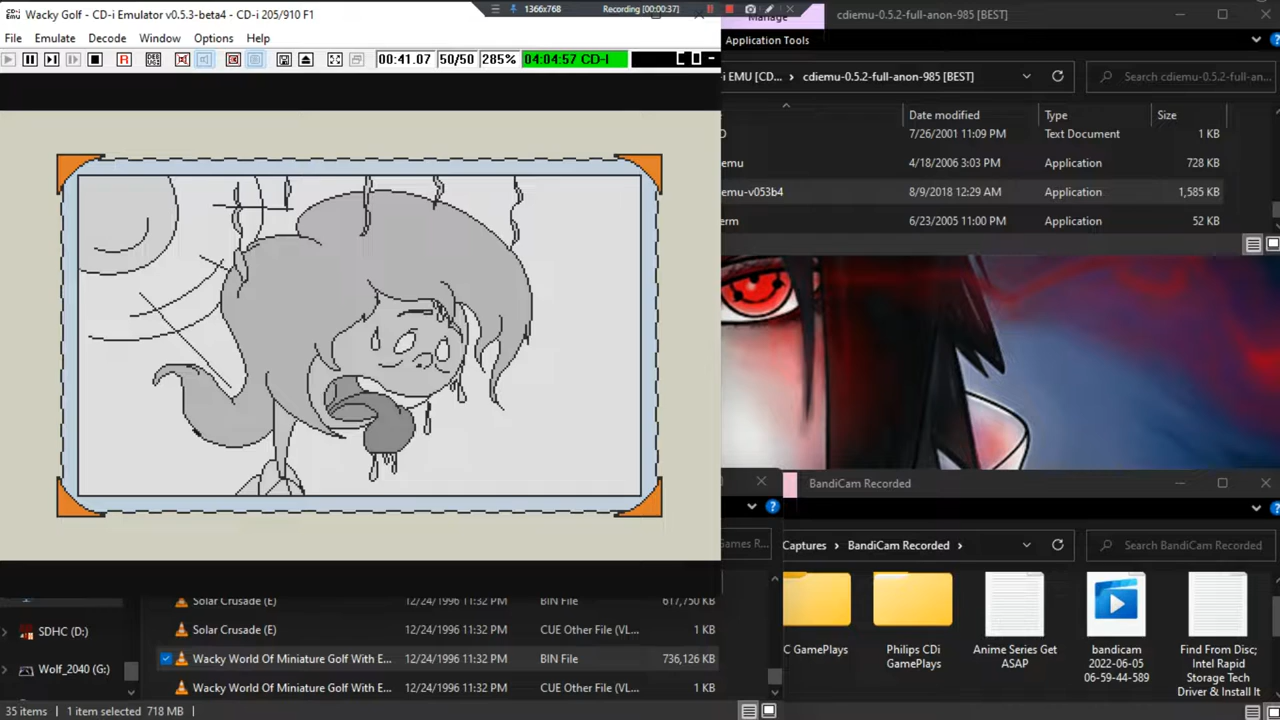 Wacky Golf - CD-i Emulator v0.5.3-beta4 - CD-i 205/910 F1
1366x768
Recording [00:00:37]
File Emulate Decode Window Options Help
R
00:41.07 50/50 285% 04:04:57 CD-I
Manage
cdiemu-0.5.2-full-anon-985 [BEST]
Application Tools
-i EMU [CD... › cdiemu-0.5.2-full-anon-985 [BEST]
Search cdiemu-0.5.2-full-an...
Date modified Type Size
7/26/2001 11:09 PM Text Document 1 KB
emu 4/18/2006 3:03 PM Application 728 KB
emu-v053b4 8/9/2018 12:29 AM Application 1,585 KB
erm 6/23/2005 11:00 PM Application 52 KB
BandiCam Recorded
Games R...
Captures › BandiCam Recorded ›
Search BandiCam Recorded
C GamePlays
Philips CDi
GamePlays
Anime Series Get
ASAP
bandicam
2022-06-05
06-59-44-589
Find From Disc;
Intel Rapid
Storage Tech
Driver & Install It
SDHC (D:)
Wolf_2040 (G:)
Solar Crusade (E) 12/24/1996 11:32 PM BIN File 617,750 KB
Solar Crusade (E) 12/24/1996 11:32 PM CUE Other File (VL... 1 KB
Wacky World Of Miniature Golf With E... 12/24/1996 11:32 PM BIN File 736,126 KB
Wacky World Of Miniature Golf With E... 12/24/1996 11:32 PM CUE Other File (VL... 1 KB
35 items 1 item selected 718 MB